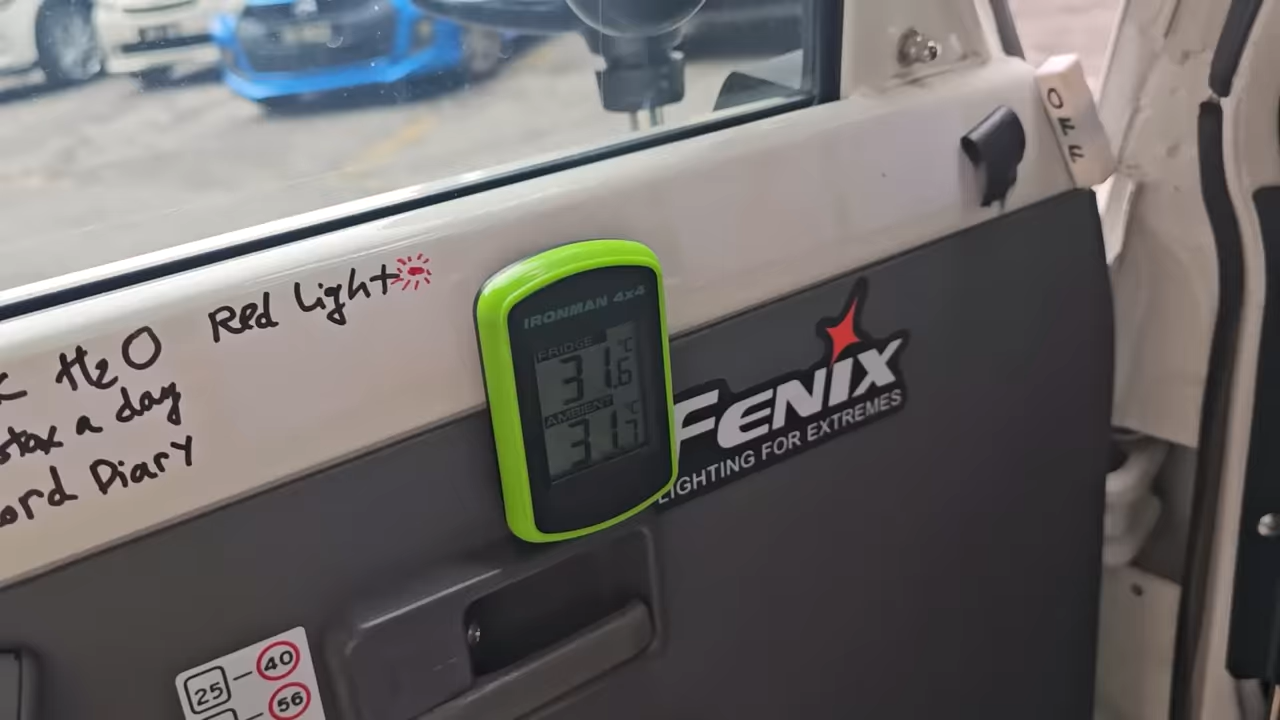 Red Light
H₂O
a day
ord Diary
IRONMAN 4x4
FRIDGE
31.6 °C
AMBIENT
31.7 °C
FENIX
LIGHTING FOR EXTREMES
25 - 40
56